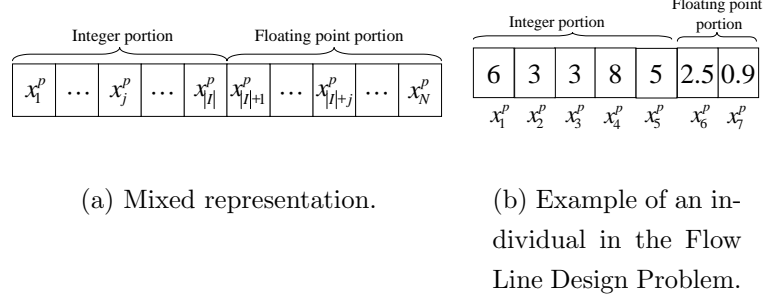 Integer portion
Floating point portion
x_1^p … x_j^p … x_{|I|}^p x_{|I|+1}^p … x_{|I|+j}^p … x_N^p
(a) Mixed representation.
Floating point
portion
Integer portion
6 3 3 8 5 2.5 0.9
x_1^p x_2^p x_3^p x_4^p x_5^p x_6^p x_7^p
(b) Example of an in-
dividual in the Flow
Line Design Problem.